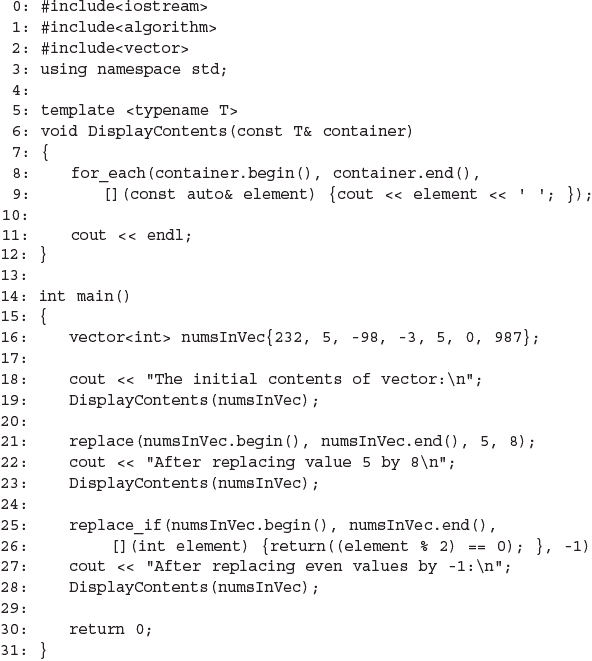 0: #include<iostream>
1: #include<algorithm>
2: #include<vector>
3: using namespace std;
4:
5: template <typename T>
6: void DisplayContents(const T& container)
7: {
8:    for_each(container.begin(), container.end(),
9:        [](const auto& element) {cout << element << ' '; });
10:
11:    cout << endl;
12: }
13:
14: int main()
15: {
16:    vector<int> numsInVec{232, 5, -98, -3, 5, 0, 987};
17:
18:    cout << "The initial contents of vector:\n";
19:    DisplayContents(numsInVec);
20:
21:    replace(numsInVec.begin(), numsInVec.end(), 5, 8);
22:    cout << "After replacing value 5 by 8\n";
23:    DisplayContents(numsInVec);
24:
25:    replace_if(numsInVec.begin(), numsInVec.end(),
26:        [](int element) {return((element % 2) == 0); }, -1)
27:    cout << "After replacing even values by -1:\n";
28:    DisplayContents(numsInVec);
29:
30:    return 0;
31: }